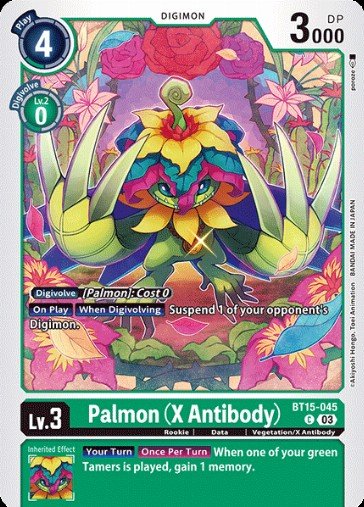 Play
4
DIGIMON
3000
DP
Digivolve
Lv.2
0
poroze
©Akiyoshi Hongo, Toei Animation BANDAI MADE IN JAPAN
Digivolve [Palmon]: Cost 0
On Play When Digivolving Suspend 1 of your opponent's
Digimon.
Lv.3
Palmon (X Antibody)
BT15-045
C 03
Rookie | Data | Vegetation/X Antibody
Inherited Effect
Your Turn Once Per Turn When one of your green
Tamers is played, gain 1 memory.